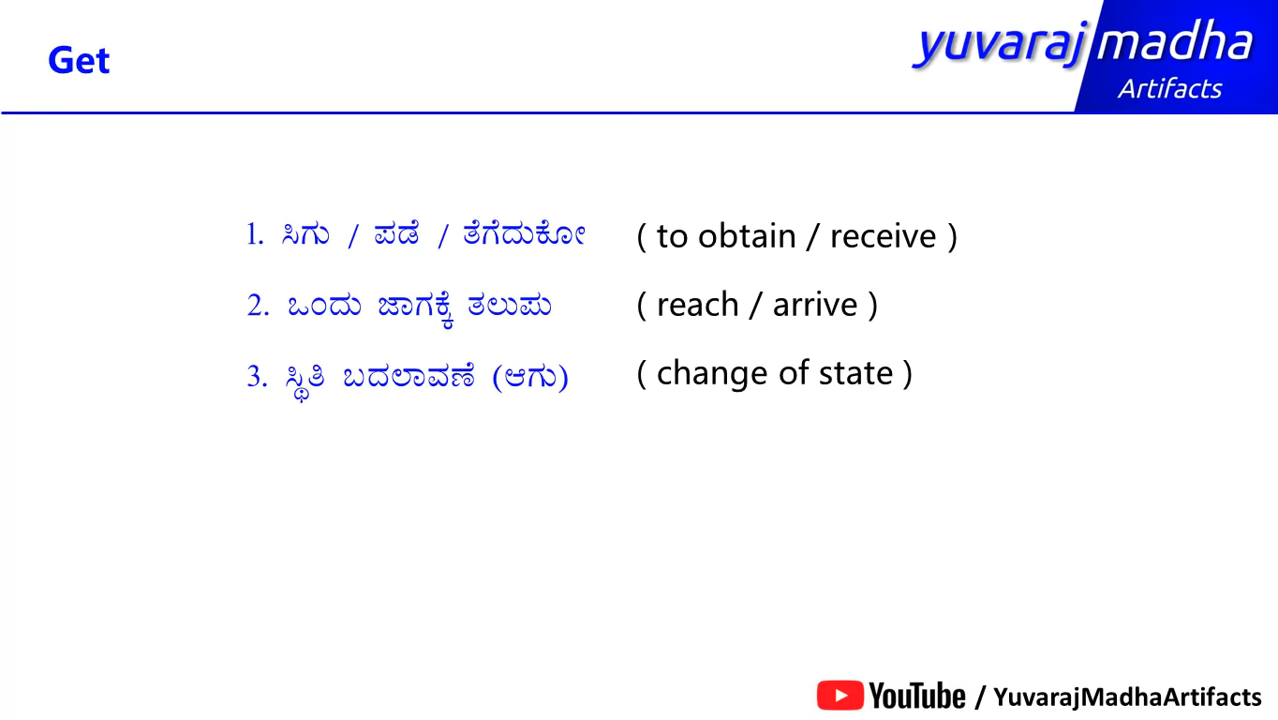 Get
yuvaraj madha
Artifacts
1. ಸಿಗು / ಪಡೆ / ತೆಗೆದುಕೋ ( to obtain / receive )
2. ಒಂದು ಜಾಗಕ್ಕೆ ತಲುಪು ( reach / arrive )
3. ಸ್ಥಿತಿ ಬದಲಾವಣೆ (ಆಗು) ( change of state )
YouTube / YuvarajMadhaArtifacts